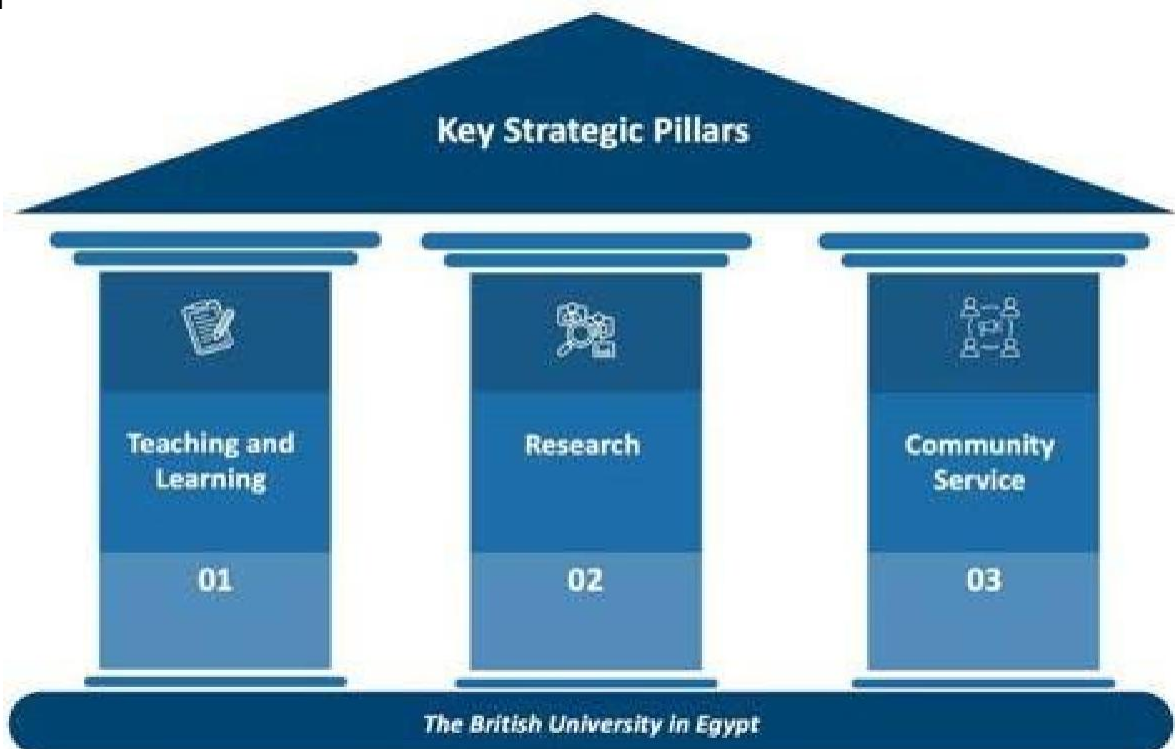 Key Strategic Pillars
Teaching and
Learning
01
Research
02
Community
Service
03
The British University in Egypt